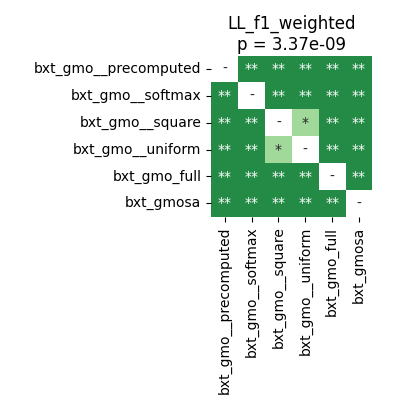 LL_f1_weighted
p = 3.37e-09
bxt_gmo__precomputed - ** ** ** ** **
bxt_gmo__softmax ** - ** ** ** **
bxt_gmo__square ** ** - * ** **
bxt_gmo__uniform ** ** * - ** **
bxt_gmo_full ** ** ** ** - **
bxt_gmosa ** ** ** ** ** -
bxt_gmo__precomputed
bxt_gmo__softmax
bxt_gmo__square
bxt_gmo__uniform
bxt_gmo_full
bxt_gmosa